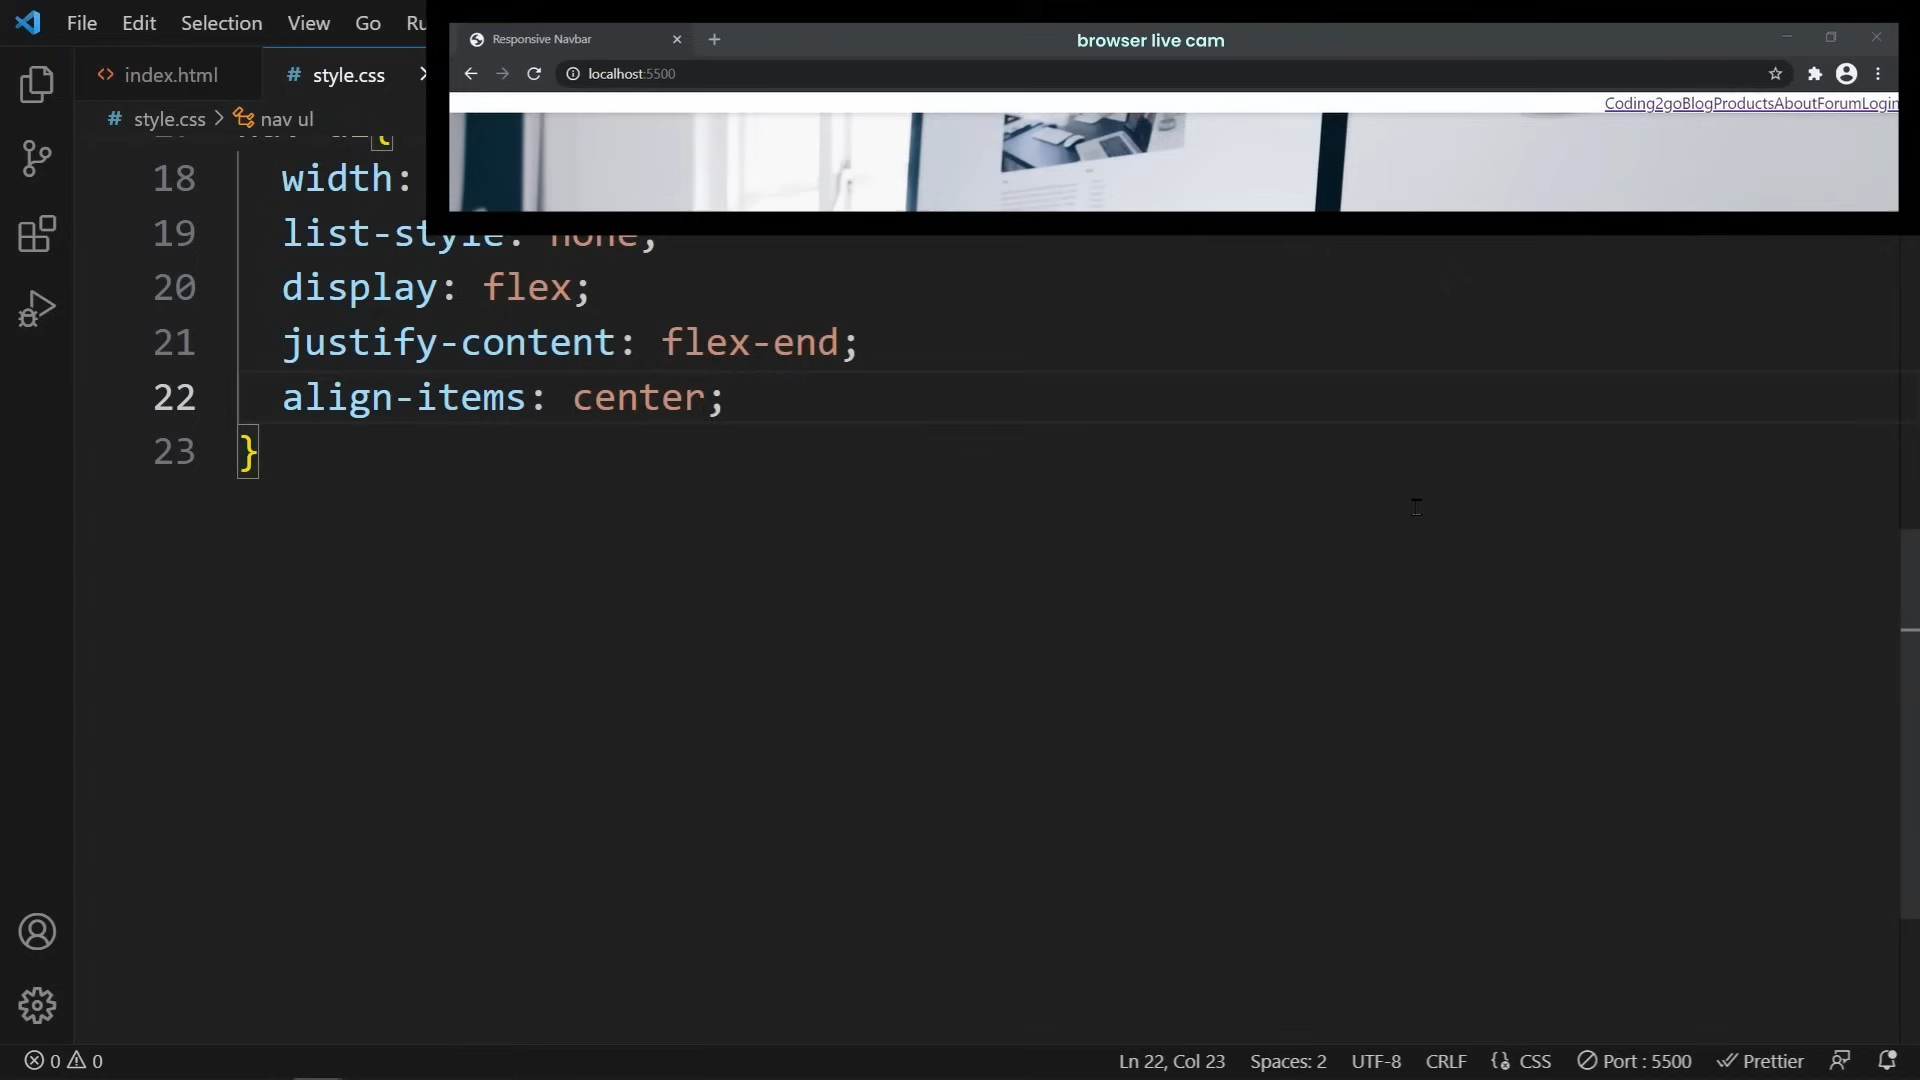 File Edit Selection View Go Ru
Responsive Navbar
browser live cam
index.html
# style.css
localhost:5500
Coding2goBlogProductsAboutForumLogin
# style.css > nav ul
18 width:
19 list-style: none;
20 display: flex;
21 justify-content: flex-end;
22 align-items: center;
23 }
0 0
Ln 22, Col 23 Spaces: 2 UTF-8 CRLF CSS Port : 5500 Prettier